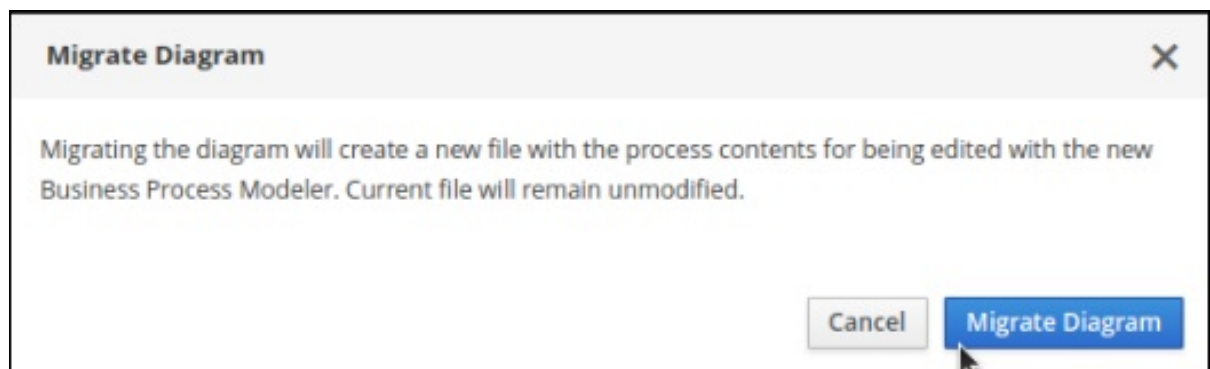 Migrate Diagram
Migrating the diagram will create a new file with the process contents for being edited with the new
Business Process Modeler. Current file will remain unmodified.
Cancel Migrate Diagram